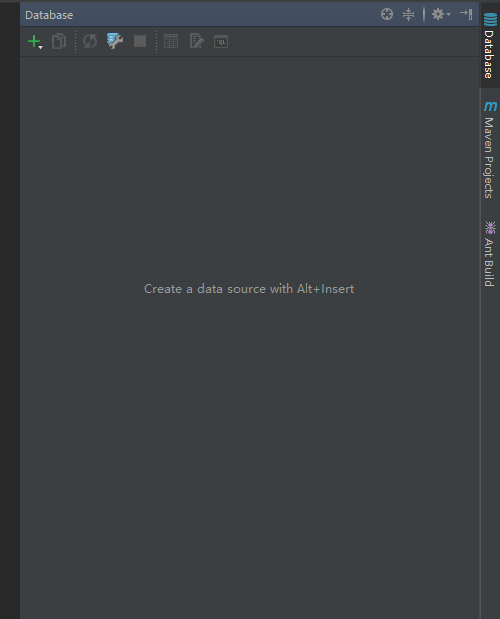 Database
Create a data source with Alt+Insert
Database
m Maven Projects
Ant Build